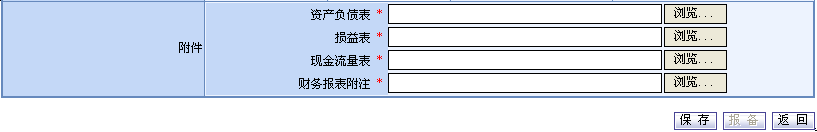 资产负债表 * 浏览...
损益表 * 浏览...
附件
现金流量表 * 浏览...
财务报表附注 * 浏览...
保 存 报 备 返 回